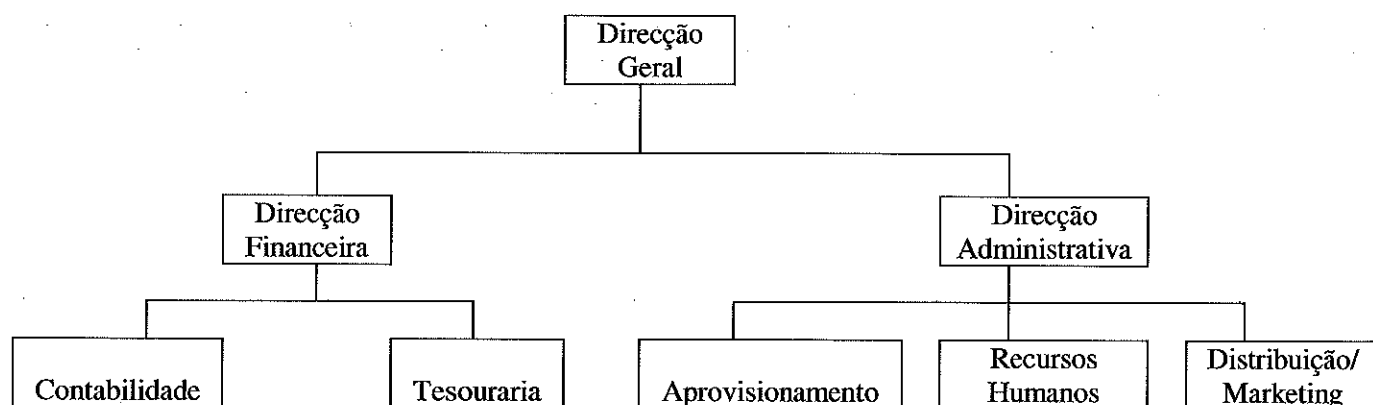 Direcção
Geral
Direcção
Financeira
Direcção
Administrativa
Contabilidade
Tesouraria
Aprovisionamento
Recursos
Humanos
Distribuição/
Marketing